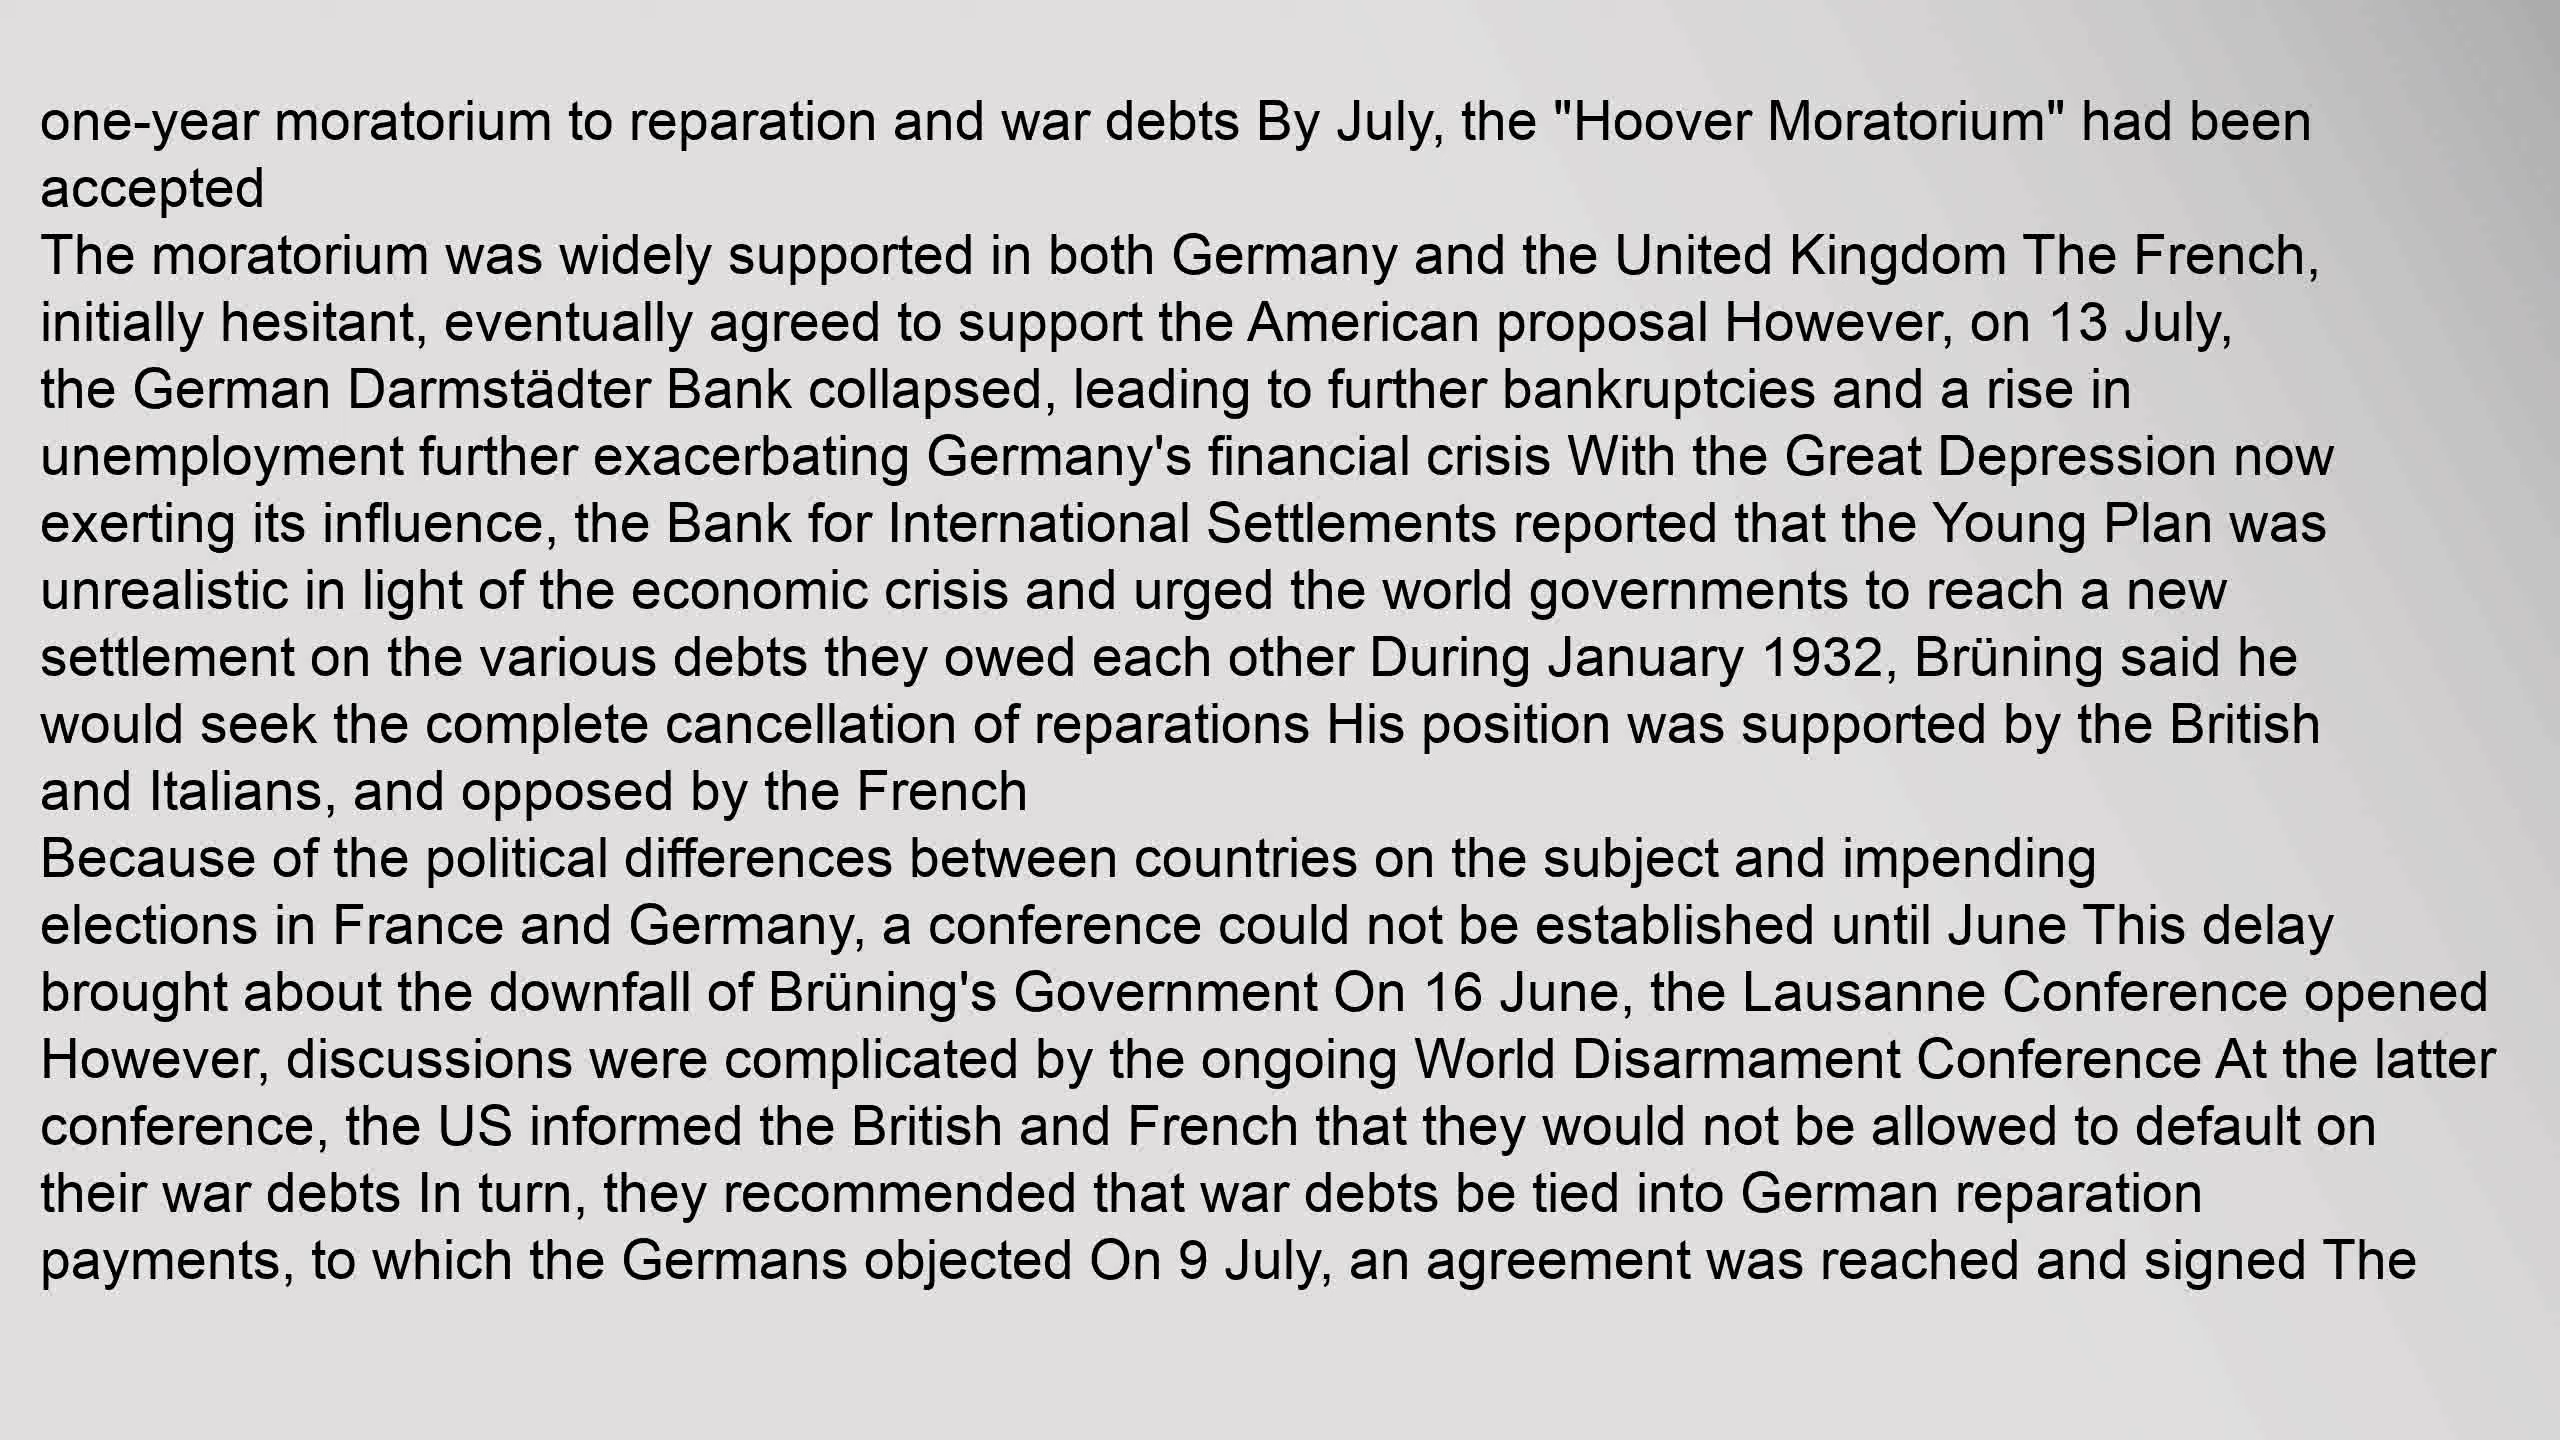 one-year moratorium to reparation and war debts By July, the "Hoover Moratorium" had been
accepted
The moratorium was widely supported in both Germany and the United Kingdom The French,
initially hesitant, eventually agreed to support the American proposal However, on 13 July,
the German Darmstädter Bank collapsed, leading to further bankruptcies and a rise in
unemployment further exacerbating Germany's financial crisis With the Great Depression now
exerting its influence, the Bank for International Settlements reported that the Young Plan was
unrealistic in light of the economic crisis and urged the world governments to reach a new
settlement on the various debts they owed each other During January 1932, Brüning said he
would seek the complete cancellation of reparations His position was supported by the British
and Italians, and opposed by the French
Because of the political differences between countries on the subject and impending
elections in France and Germany, a conference could not be established until June This delay
brought about the downfall of Brüning's Government On 16 June, the Lausanne Conference opened
However, discussions were complicated by the ongoing World Disarmament Conference At the latter
conference, the US informed the British and French that they would not be allowed to default on
their war debts In turn, they recommended that war debts be tied into German reparation
payments, to which the Germans objected On 9 July, an agreement was reached and signed The